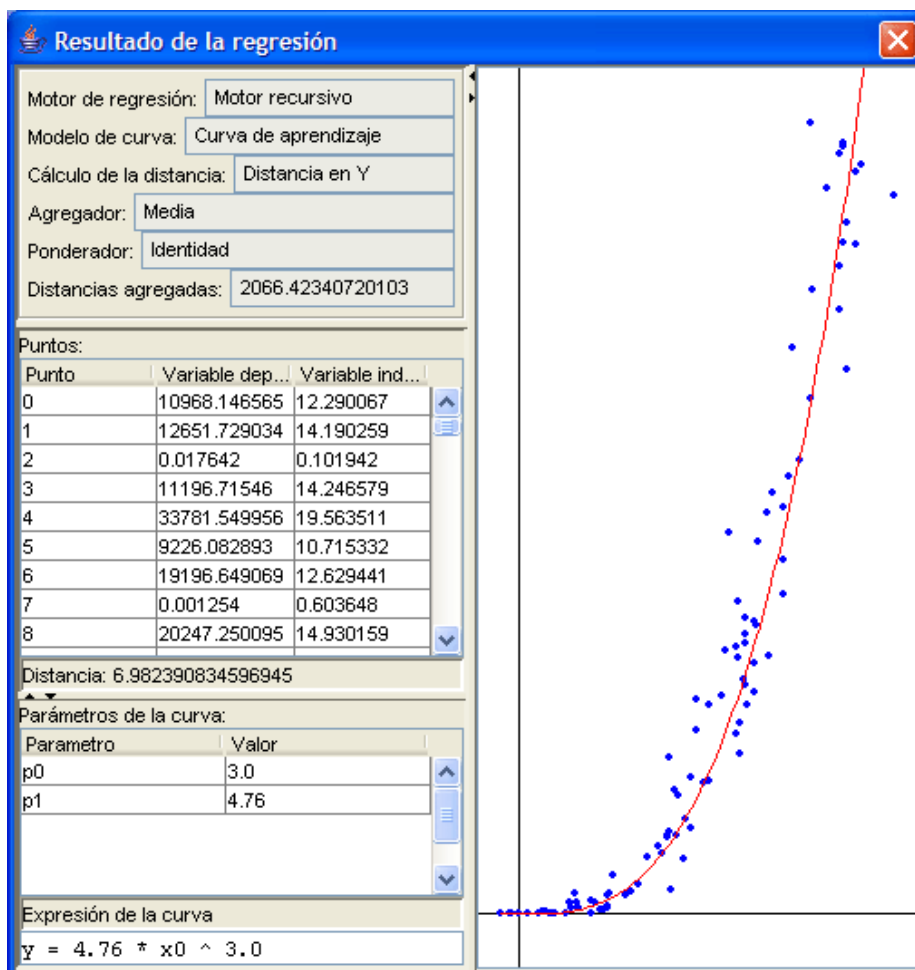 Resultado de la regresión
Motor de regresión: Motor recursivo
Modelo de curva: Curva de aprendizaje
Cálculo de la distancia: Distancia en Y
Agregador: Media
Ponderador: Identidad
Distancias agregadas: 2066.42340720103
Puntos:
Punto Variable dep... Variable ind...
0 10968.146565 12.290067
1 12651.729034 14.190259
2 0.017642 0.101942
3 11196.71546 14.246579
4 33781.549956 19.563511
5 9226.082893 10.715332
6 19196.649069 12.629441
7 0.001254 0.603648
8 20247.250095 14.930159
Distancia: 6.982390834596945
Parámetros de la curva:
Parametro Valor
p0 3.0
p1 4.76
Expresión de la curva
y = 4.76 * x0 ^ 3.0